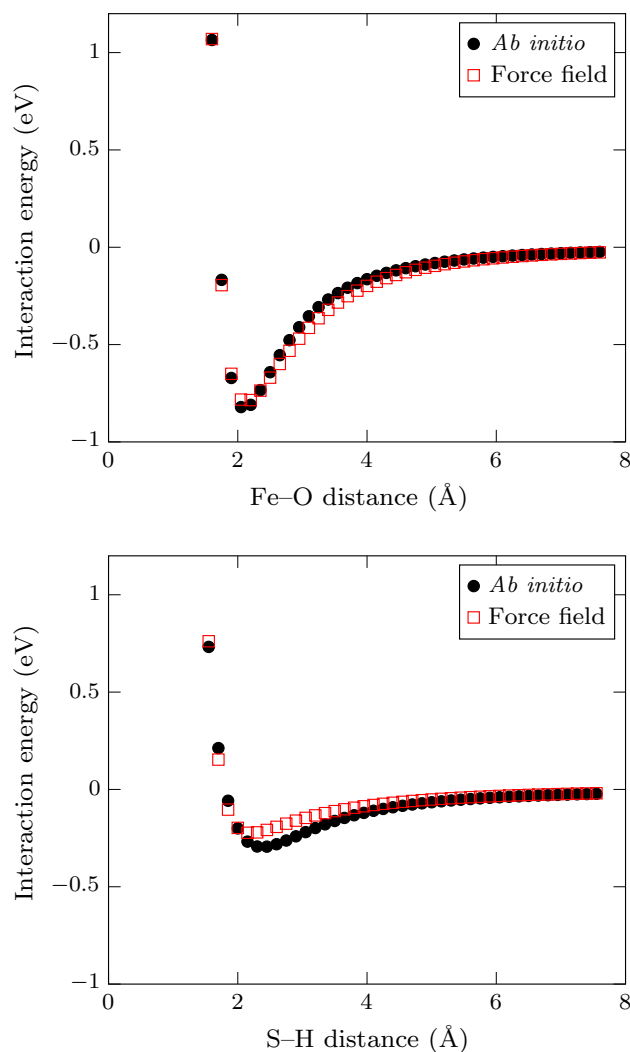 1
0.5
0
−0.5
−1
0
2
4
6
8
Interaction energy (eV)
Fe–O distance (Å)
Ab initio
Force field
1
0.5
0
−0.5
−1
0
2
4
6
8
Interaction energy (eV)
S–H distance (Å)
Ab initio
Force field